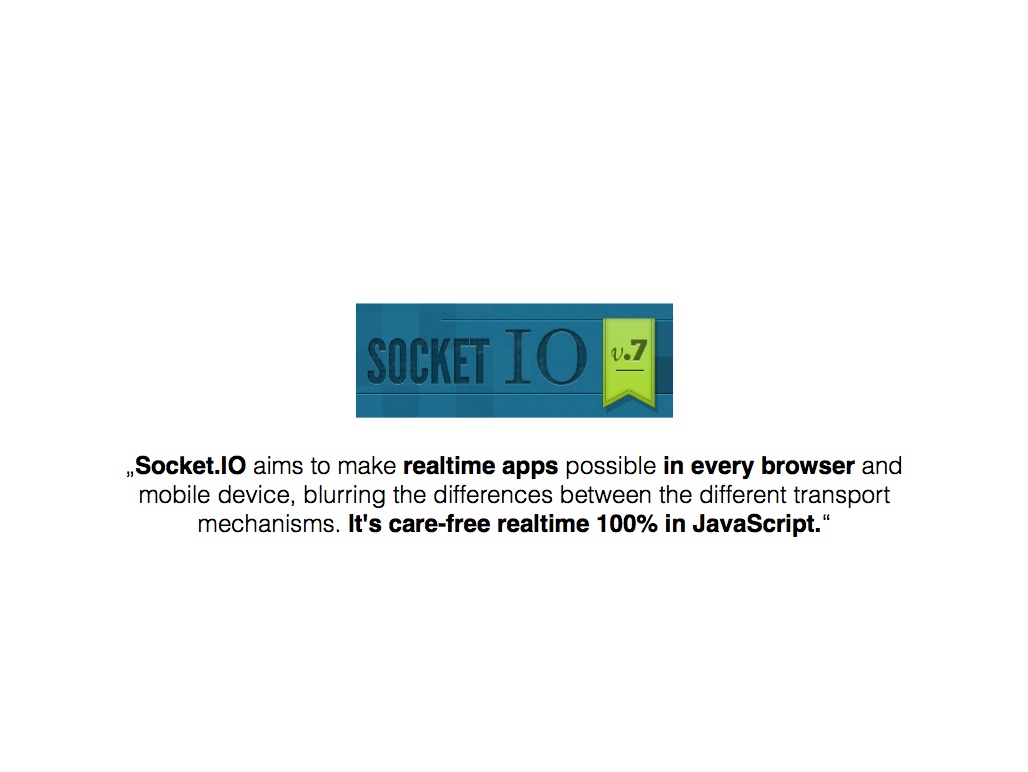 SOCKET IO v.7
„Socket.IO aims to make realtime apps possible in every browser and
mobile device, blurring the differences between the different transport
mechanisms. It's care-free realtime 100% in JavaScript.“